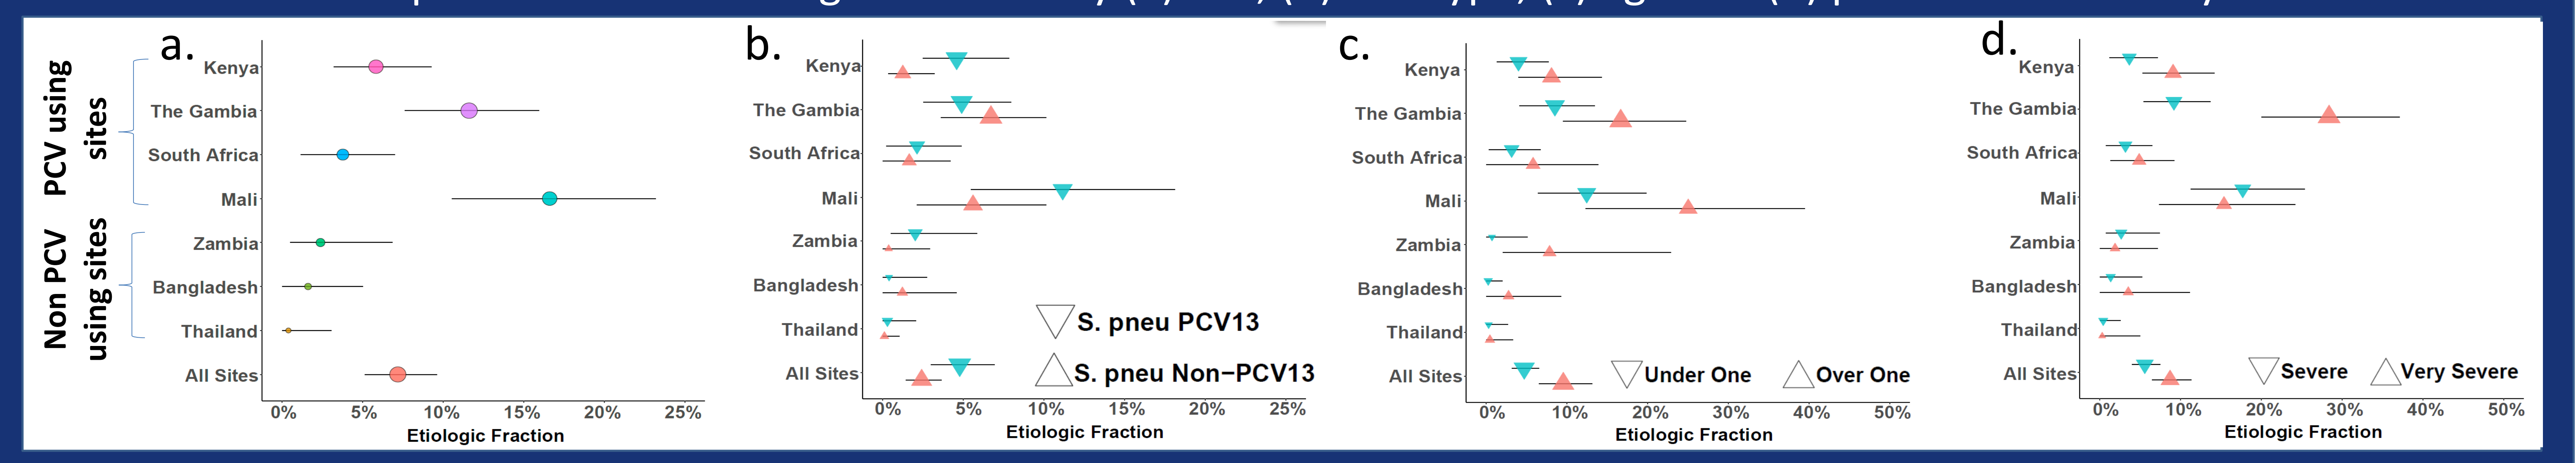 a.
PCV using
sites
Non PCV
using sites
Kenya
The Gambia
South Africa
Mali
Zambia
Bangladesh
Thailand
All Sites
0% 5% 10% 15% 20% 25%
Etiologic Fraction
b.
Kenya
The Gambia
South Africa
Mali
Zambia
Bangladesh
Thailand
All Sites
S. pneu PCV13
S. pneu Non−PCV13
0% 5% 10% 15% 20% 25%
Etiologic Fraction
c.
Kenya
The Gambia
South Africa
Mali
Zambia
Bangladesh
Thailand
All Sites
Under One Over One
0% 10% 20% 30% 40% 50%
Etiologic Fraction
d.
Kenya
The Gambia
South Africa
Mali
Zambia
Bangladesh
Thailand
All Sites
Severe Very Severe
0% 10% 20% 30% 40% 50%
Etiologic Fraction